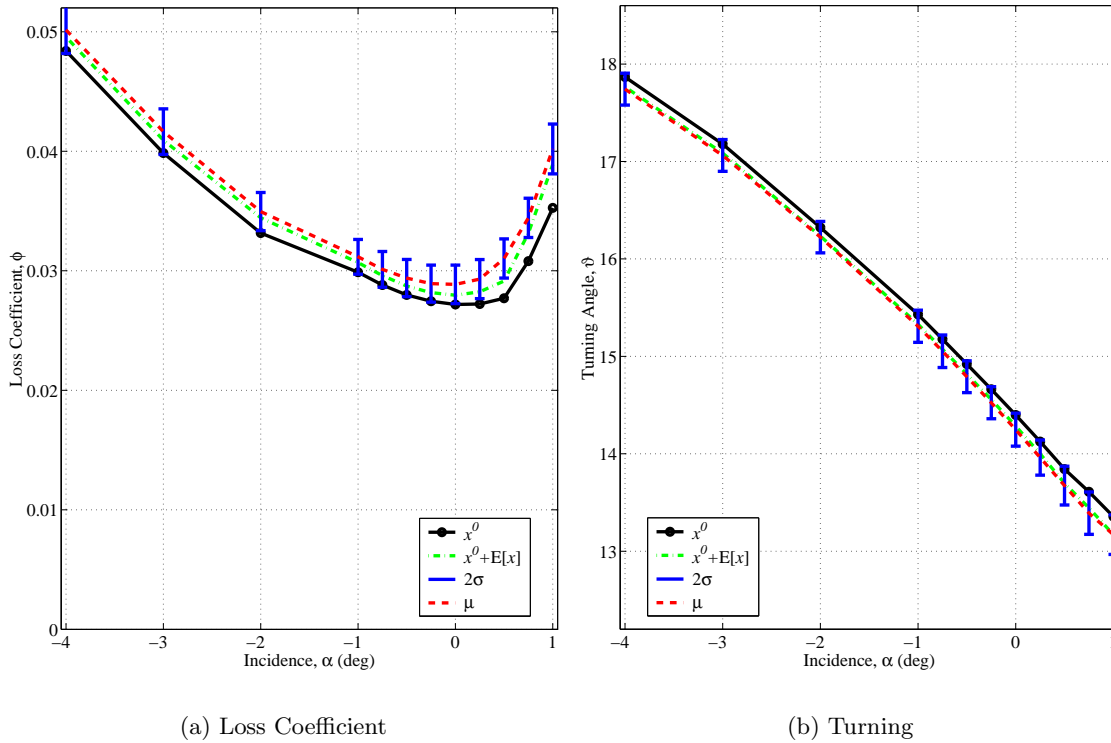 0.05
0.04
0.03
0.02
0.01
0
Loss Coefficient, ϕ
−4
−3
−2
−1
0
1
Incidence, α (deg)
x⁰
x⁰+E[x]
2σ
μ
(a) Loss Coefficient
18
17
16
15
14
13
Turning Angle, ϑ
−4
−3
−2
−1
0
Incidence, α (deg)
x⁰
x⁰+E[x]
2σ
μ
(b) Turning